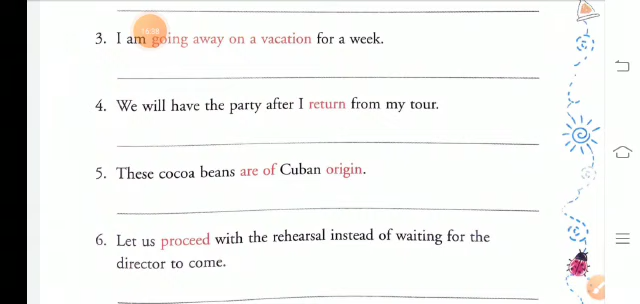 3. I am going away on a vacation for a week.
4. We will have the party after I return from my tour.
5. These cocoa beans are of Cuban origin.
6. Let us proceed with the rehearsal instead of waiting for the
director to come.